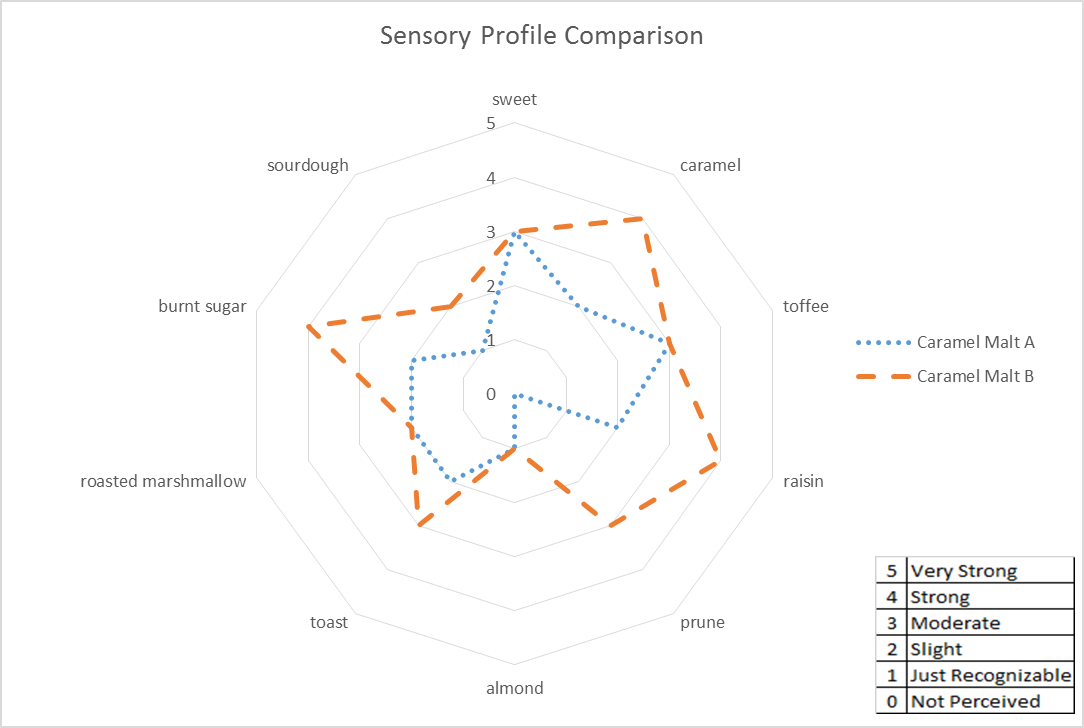 Sensory Profile Comparison
sweet
5
sourdough
caramel
4
3
2
burnt sugar
toffee
1
Caramel Malt A
Caramel Malt B
0
roasted marshmallow
raisin
toast
prune
almond
5 Very Strong
4 Strong
3 Moderate
2 Slight
1 Just Recognizable
0 Not Perceived